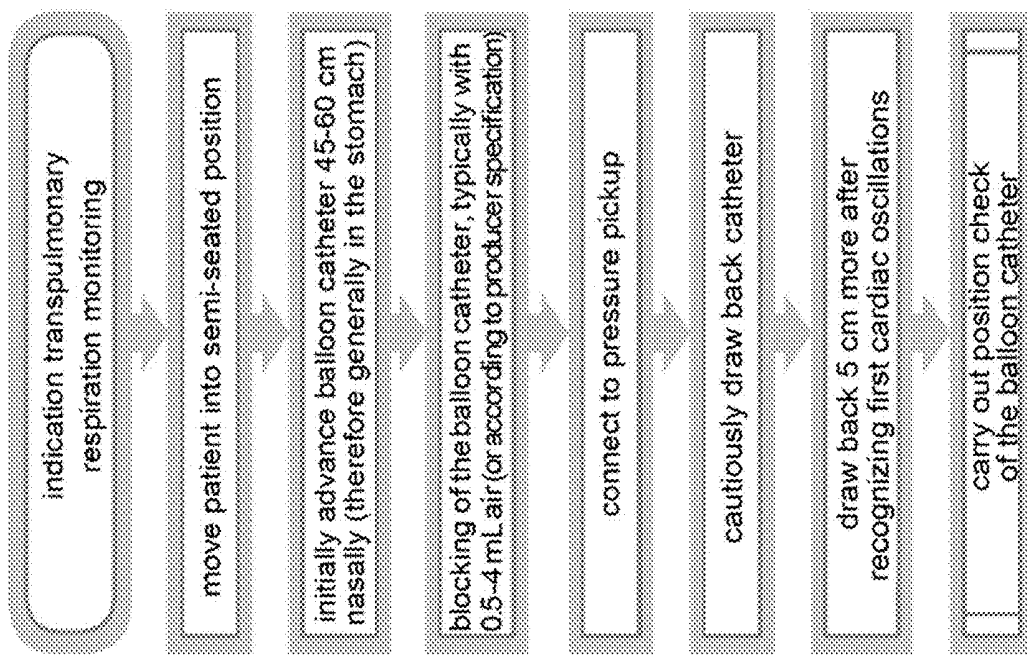 indication transpulmonary
respiration monitoring
move patient into semi-seated position
initially advance balloon catheter 45-60 cm
nasally (therefore generally in the stomach)
blocking of the balloon catheter, typically with
0.5-4 mL air (or according to producer specification)
connect to pressure pickup
cautiously draw back catheter
draw back 5 cm more after
recognizing first cardiac oscillations
carry out position check
of the balloon catheter